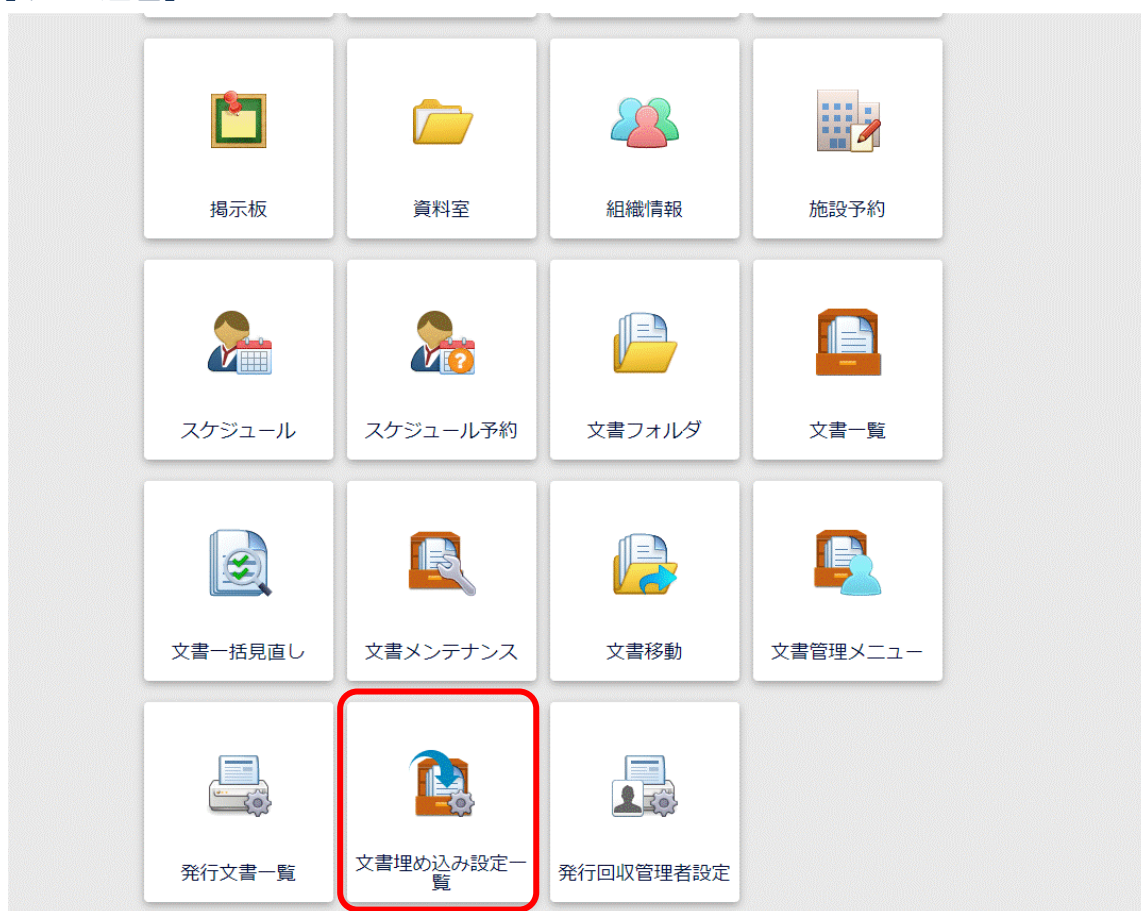 掲示板
資料室
組織情報
施設予約
スケジュール
スケジュール予約
文書フォルダ
文書一覧
文書一括見直し
文書メンテナンス
文書移動
文書管理メニュー
発行文書一覧
文書埋め込み設定一
覧
発行回収管理者設定